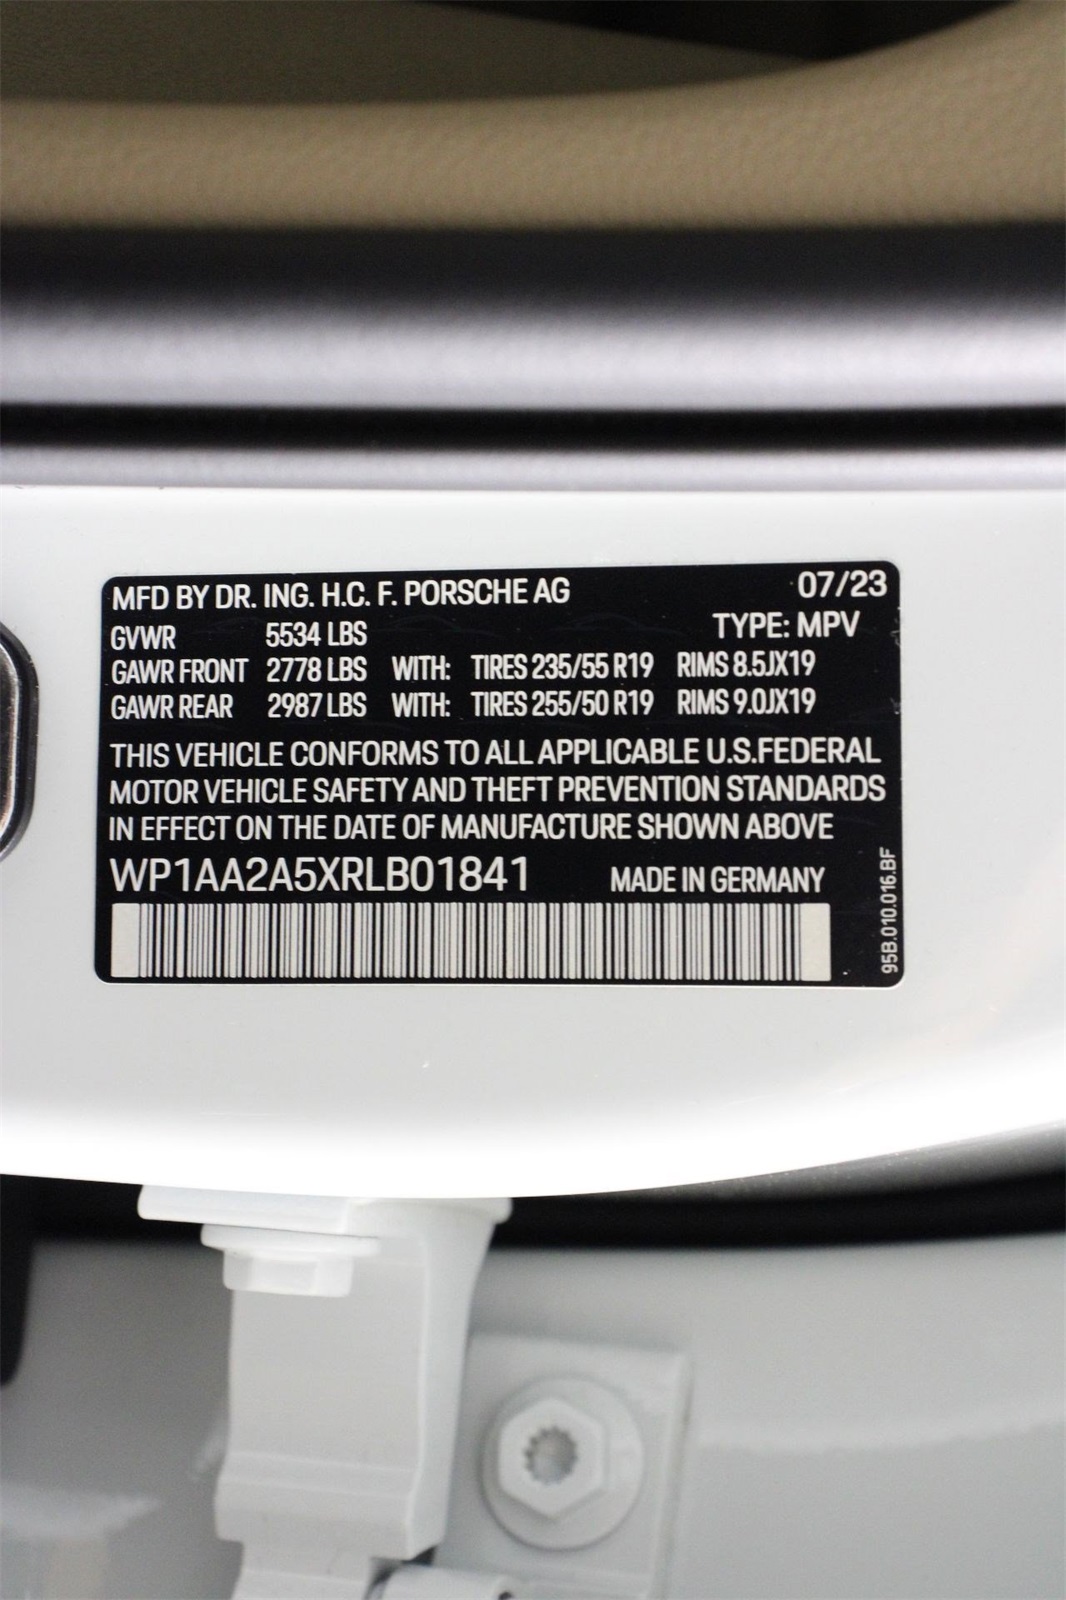 MFD BY DR. ING. H.C. F. PORSCHE AG 07/23
GVWR 5534 LBS TYPE: MPV
GAWR FRONT 2778 LBS WITH: TIRES 235/55 R19 RIMS 8.5JX19
GAWR REAR 2987 LBS WITH: TIRES 255/50 R19 RIMS 9.0JX19
THIS VEHICLE CONFORMS TO ALL APPLICABLE U.S.FEDERAL
MOTOR VEHICLE SAFETY AND THEFT PREVENTION STANDARDS
IN EFFECT ON THE DATE OF MANUFACTURE SHOWN ABOVE
WP1AA2A5XRLB01841 MADE IN GERMANY
95B.010.016.BF